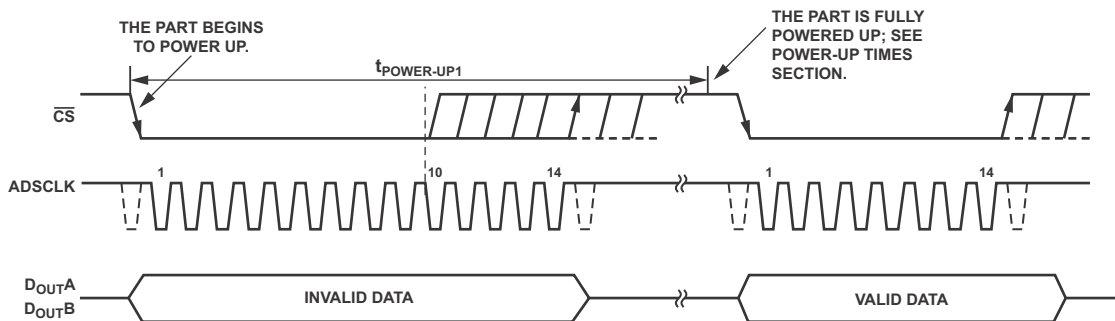 THE PART BEGINS
TO POWER UP.
THE PART IS FULLY
POWERED UP; SEE
POWER-UP TIMES
SECTION.
tPOWER-UP1
CS
ADSCLK
1
10
14
1
14
DOUTA
DOUTB
INVALID DATA
VALID DATA